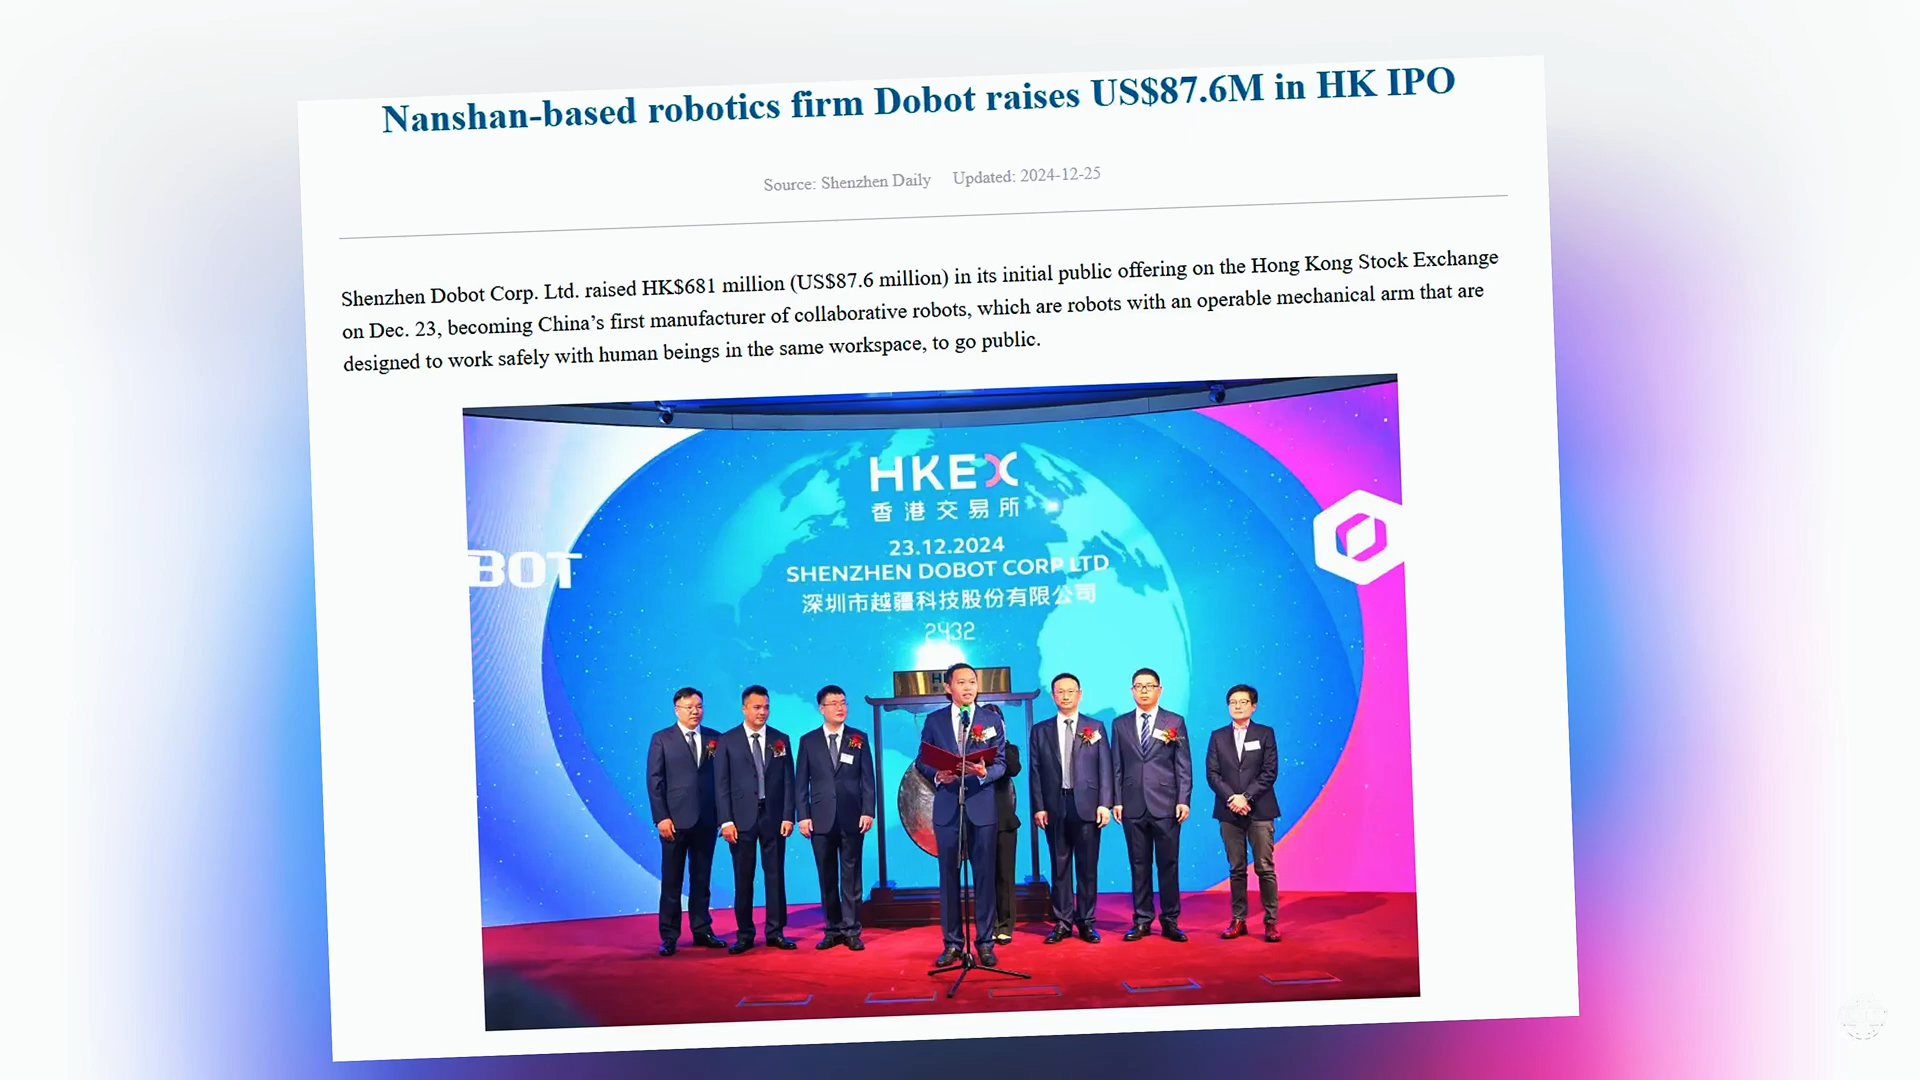 Nanshan-based robotics firm Dobot raises US$87.6M in HK IPO
Source: Shenzhen Daily Updated: 2024-12-25
Shenzhen Dobot Corp. Ltd. raised HK$681 million (US$87.6 million) in its initial public offering on the Hong Kong Stock Exchange
on Dec. 23, becoming China’s first manufacturer of collaborative robots, which are robots with an operable mechanical arm that are
designed to work safely with human beings in the same workspace, to go public.
HKEX
香港交易所
23.12.2024
SHENZHEN DOBOT CORP LTD
深圳市越疆科技股份有限公司
2432
BOT